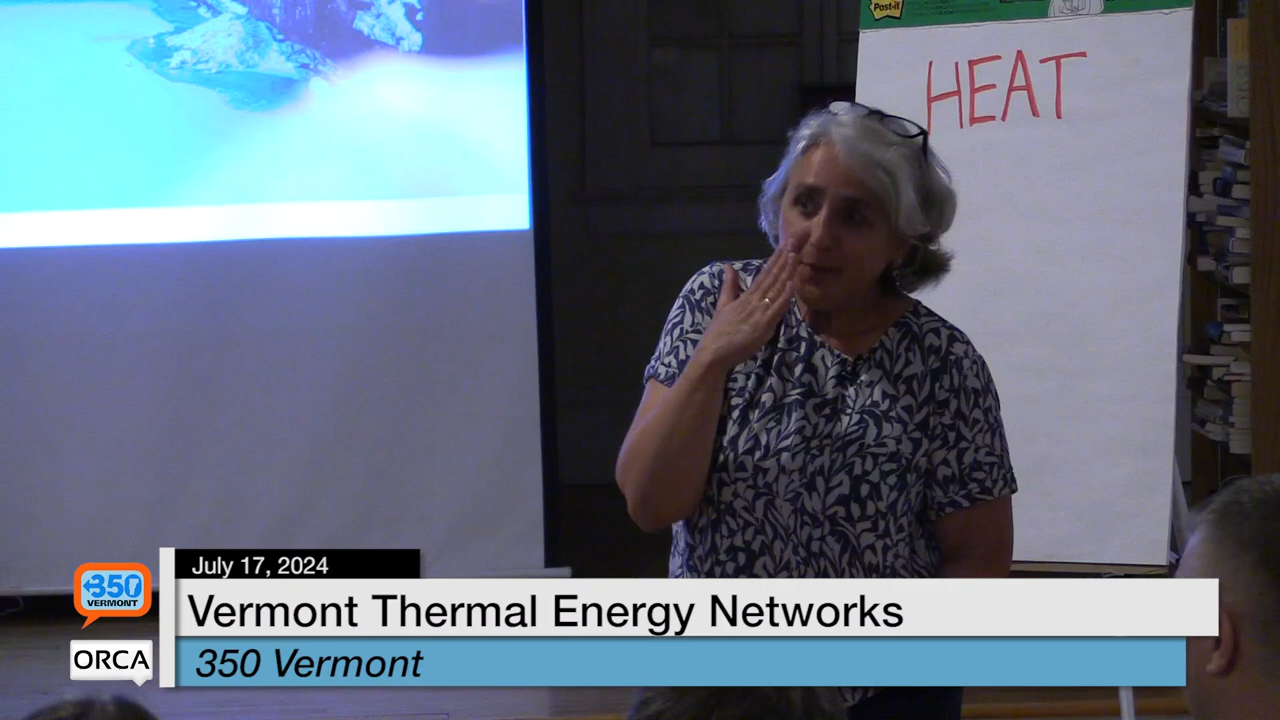 Post-it
HEAT
350
VERMONT
ORCA
July 17, 2024
Vermont Thermal Energy Networks
350 Vermont